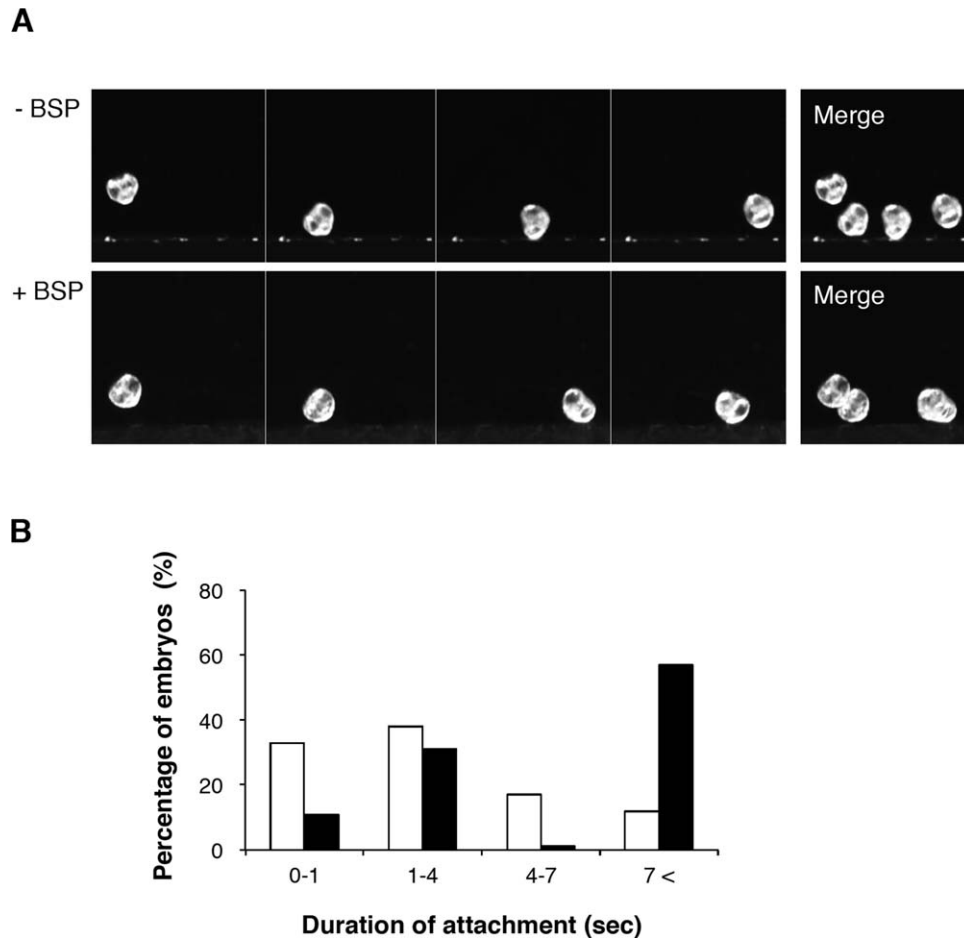 A
- BSP
Merge
+ BSP
Merge
B
Percentage of embryos (%)
80
60
40
20
0
0-1 1-4 4-7 7 <
Duration of attachment (sec)